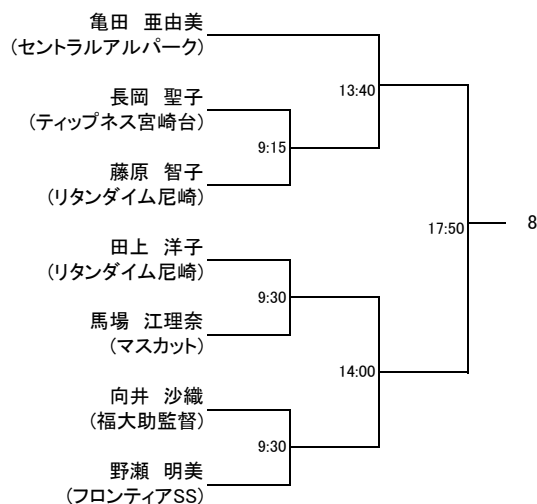 亀田 亜由美
(セントラルアルパーク)
13:40
長岡 聖子
(ティップネス宮崎台)
9:15
藤原 智子
(リタンダイム尼崎)
17:50
8
田上 洋子
(リタンダイム尼崎)
9:30
馬場 江理奈
(マスカット)
14:00
向井 沙織
(福大助監督)
9:30
野瀬 明美
(フロンティアSS)